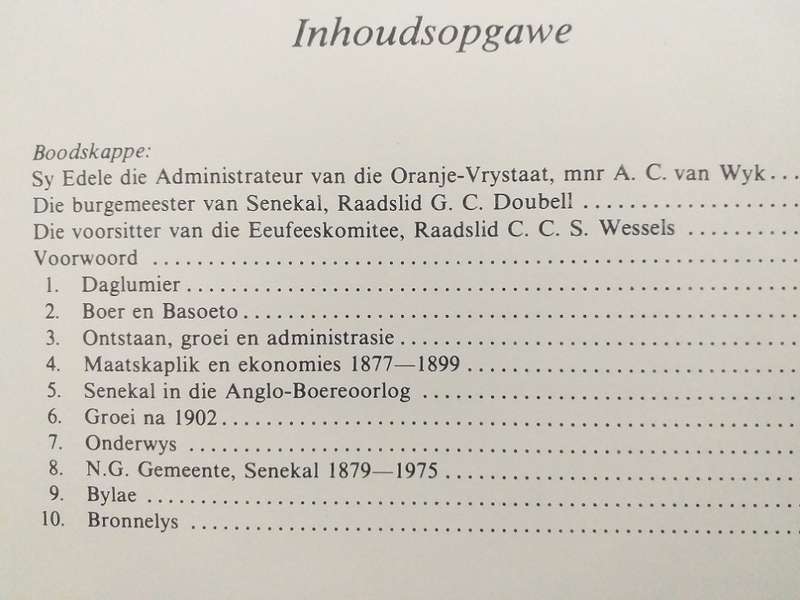 Inhoudsopgawe
Boodskappe:
Sy Edele die Administrateur van die Oranje-Vrystaat, mnr A. C. van Wyk...
Die burgemeester van Senekal, Raadslid G. C. Doubell ....................
Die voorsitter van die Eeufeeskomitee, Raadslid C. C. S. Wessels ..........
Voorwoord ............................................................
1. Daglumier .........................................................
2. Boer en Basoeto ...................................................
3. Ontstaan, groei en administrasie .....................................
4. Maatskaplik en ekonomies 1877—1899 ...............................
5. Senekal in die Anglo-Boereoorlog ...................................
6. Groei na 1902 .....................................................
7. Onderwys .........................................................
8. N.G. Gemeente, Senekal 1879—1975 .................................
9. Bylae ............................................................
10. Bronnelys ........................................................